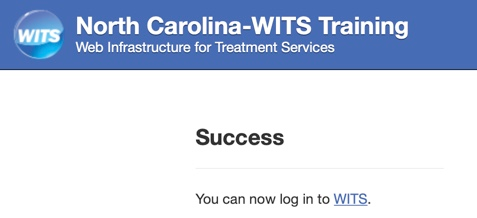 WITS
North Carolina-WITS Training
Web Infrastructure for Treatment Services
Success
You can now log in to WITS.